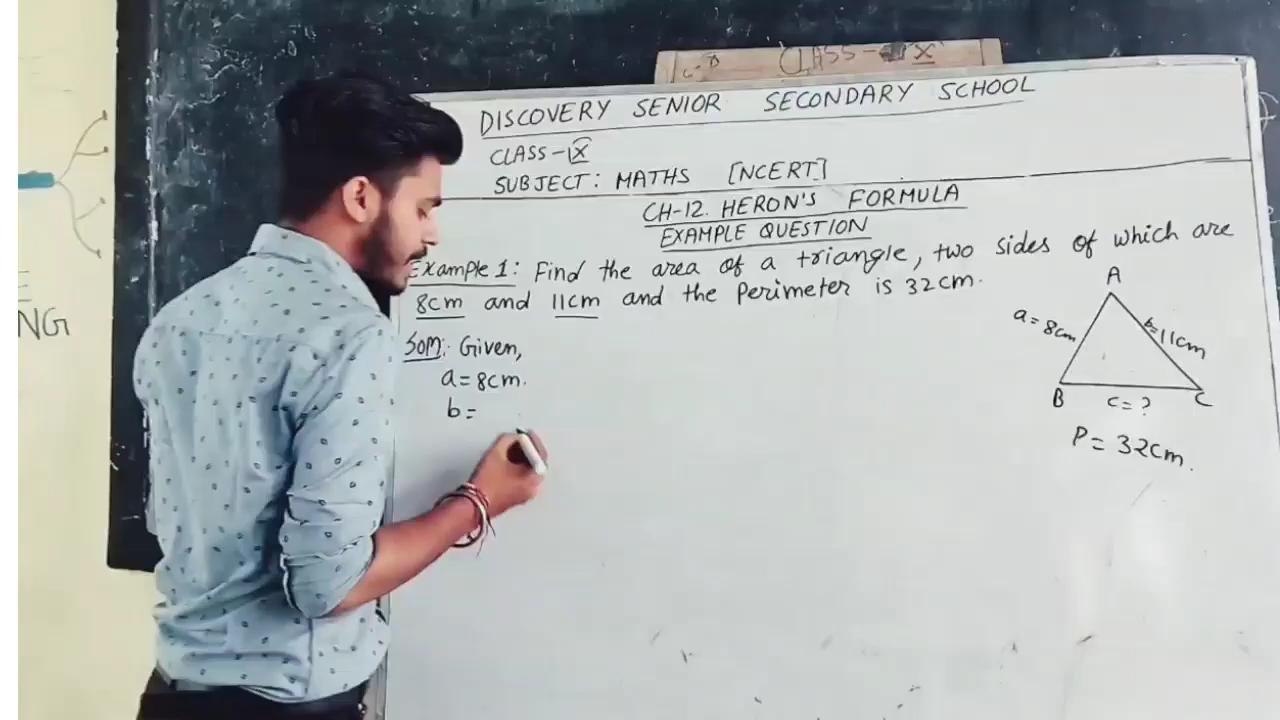 CLASS - IX
DISCOVERY SENIOR SECONDARY SCHOOL
CLASS-IX
SUBJECT: MATHS [NCERT]
CH-12. HERON'S FORMULA
EXAMPLE QUESTION
Example 1: Find the area of a triangle, two sides of which are
8cm and 11cm and the Perimeter is 32cm.
Soln: Given,
a = 8cm.
b =
A
a = 8cm
b = 11cm
B
c = ?
C
P = 32cm.
NG